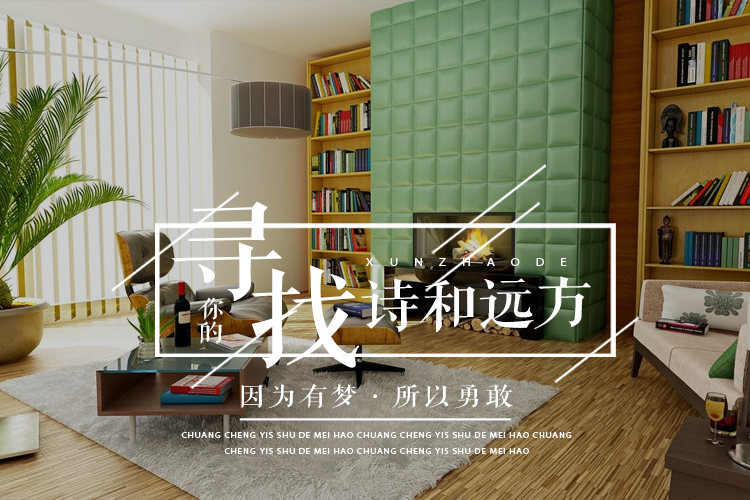 寻找
你的
XUNZHAODE
诗和远方
因为有梦·所以勇敢
CHUANG CHENG YIS SHU DE MEI HAO CHUANG CHENG YIS SHU DE MEI HAO CHUANG
CHENG YIS SHU DE MEI HAO CHUANG CHENG YIS SHU DE MEI HAO